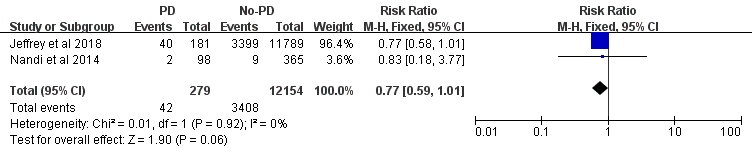 PD No-PD Risk Ratio Risk Ratio
Study or Subgroup Events Total Events Total Weight M-H, Fixed, 95% CI M-H, Fixed, 95% CI
Jeffrey et al 2018 40 181 3399 11789 96.4% 0.77 [0.58, 1.01]
Nandi et al 2014 2 98 9 365 3.6% 0.83 [0.18, 3.77]
Total (95% CI) 279 12154 100.0% 0.77 [0.59, 1.01]
Total events 42 3408
Heterogeneity: Chi² = 0.01, df = 1 (P = 0.92); I² = 0%
Test for overall effect: Z = 1.90 (P = 0.06)
0.01 0.1 1 10 100